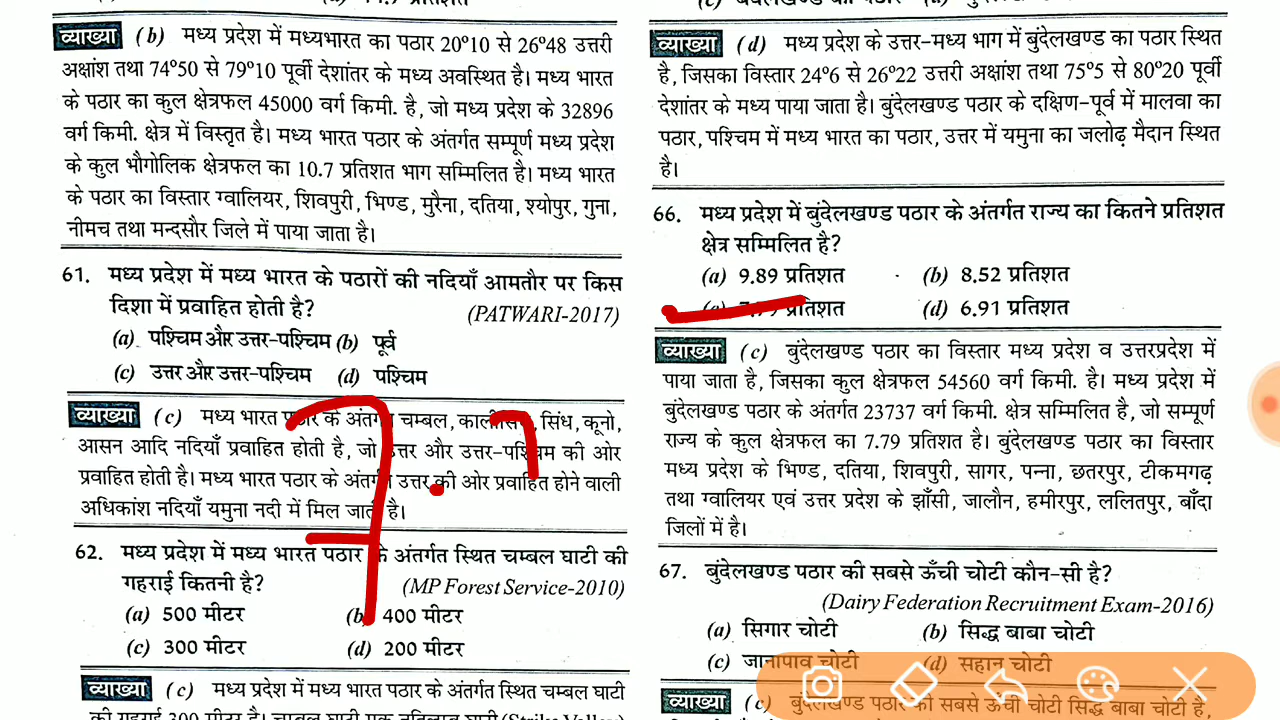 व्याख्या (b) मध्य प्रदेश में मध्यभारत का पठार 20°10 से 26°48 उत्तरी
अक्षांश तथा 74°50 से 79°10 पूर्वी देशांतर के मध्य अवस्थित है। मध्य भारत
के पठार का कुल क्षेत्रफल 45000 वर्ग किमी. है, जो मध्य प्रदेश के 32896
वर्ग किमी. क्षेत्र में विस्तृत है। मध्य भारत पठार के अंतर्गत सम्पूर्ण मध्य प्रदेश
के कुल भौगोलिक क्षेत्रफल का 10.7 प्रतिशत भाग सम्मिलित है। मध्य भारत
के पठार का विस्तार ग्वालियर, शिवपुरी, भिण्ड, मुरैना, दतिया, श्योपुर, गुना,
नीमच तथा मन्दसौर जिले में पाया जाता है।
61. मध्य प्रदेश में मध्य भारत के पठारों की नदियाँ आमतौर पर किस
दिशा में प्रवाहित होती है? (PATWARI-2017)
(a) पश्चिम और उत्तर-पश्चिम (b) पूर्व
(c) उत्तर और उत्तर-पश्चिम (d) पश्चिम
व्याख्या (c) मध्य भारत पठार के अंतर्गत चम्बल, सिंध, कूनो,
आसन आदि नदियाँ प्रवाहित होती है, जो उत्तर और उत्तर-पश्चिम की ओर
प्रवाहित होती है। मध्य भारत पठार के अंतर्गत उत्तर की ओर प्रवाहित होने वाली
अधिकांश नदियाँ यमुना नदी में मिल जाती है।
62. मध्य प्रदेश में मध्य भारत पठार के अंतर्गत स्थित चम्बल घाटी की
गहराई कितनी है? (MP Forest Service-2010)
(a) 500 मीटर (b) 400 मीटर
(c) 300 मीटर (d) 200 मीटर
व्याख्या (c) मध्य प्रदेश में मध्य भारत पठार के अंतर्गत स्थित चम्बल घाटी
व्याख्या (d) मध्य प्रदेश के उत्तर-मध्य भाग में बुंदेलखण्ड का पठार स्थित
है, जिसका विस्तार 24°6 से 26°22 उत्तरी अक्षांश तथा 75°5 से 80°20 पूर्वी
देशांतर के मध्य पाया जाता है। बुंदेलखण्ड पठार के दक्षिण-पूर्व में मालवा का
पठार, पश्चिम में मध्य भारत का पठार, उत्तर में यमुना का जलोढ़ मैदान स्थित
है।
66. मध्य प्रदेश में बुंदेलखण्ड पठार के अंतर्गत राज्य का कितने प्रतिशत
क्षेत्र सम्मिलित है?
(a) 9.89 प्रतिशत (b) 8.52 प्रतिशत
प्रतिशत (d) 6.91 प्रतिशत
व्याख्या (c) बुंदेलखण्ड पठार का विस्तार मध्य प्रदेश व उत्तरप्रदेश में
पाया जाता है, जिसका कुल क्षेत्रफल 54560 वर्ग किमी. है। मध्य प्रदेश में
बुंदेलखण्ड पठार के अंतर्गत 23737 वर्ग किमी. क्षेत्र सम्मिलित है, जो सम्पूर्ण
राज्य के कुल क्षेत्रफल का 7.79 प्रतिशत है। बुंदेलखण्ड पठार का विस्तार
मध्य प्रदेश के भिण्ड, दतिया, शिवपुरी, सागर, पन्ना, छतरपुर, टीकमगढ़
तथा ग्वालियर एवं उत्तर प्रदेश के झाँसी, जालौन, हमीरपुर, ललितपुर, बाँदा
जिलों में है।
67. बुंदेलखण्ड पठार की सबसे ऊँची चोटी कौन-सी है?
(Dairy Federation Recruitment Exam-2016)
(a) सिगार चोटी (b) सिद्ध बाबा चोटी
(c) जानापाव चोटी (d) सहान चोटी
व्याख्या (c) बुंदेलखण्ड पठार की सबसे ऊँची चोटी सिद्ध बाबा चोटी है,